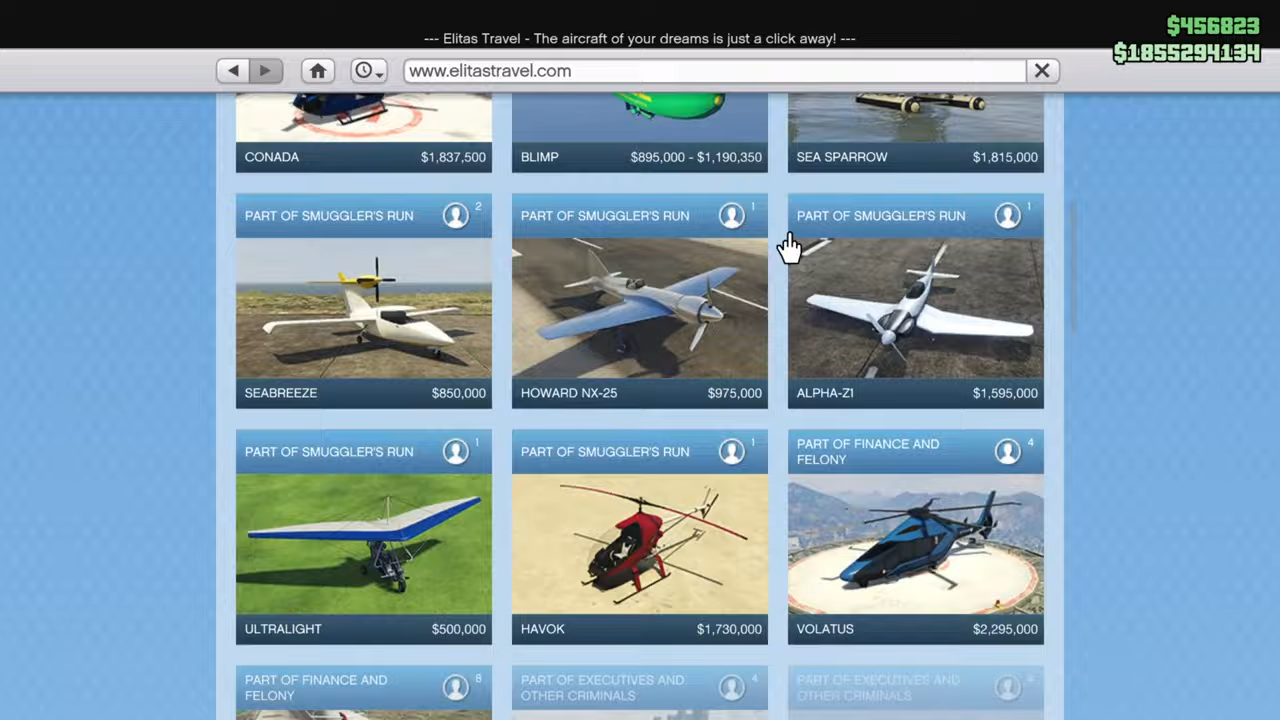 $456823
--- Elitas Travel - The aircraft of your dreams is just a click away! ---
$1855294134
www.elitastravel.com
CONADA $1,837,500
BLIMP $895,000 - $1,190,350
SEA SPARROW $1,815,000
PART OF SMUGGLER'S RUN 2
PART OF SMUGGLER'S RUN 1
PART OF SMUGGLER'S RUN 1
SEABREEZE $850,000
HOWARD NX-25 $975,000
ALPHA-Z1 $1,595,000
PART OF SMUGGLER'S RUN 1
PART OF SMUGGLER'S RUN 1
PART OF FINANCE AND
FELONY 4
ULTRALIGHT $500,000
HAVOK $1,730,000
VOLATUS $2,295,000
PART OF FINANCE AND
FELONY 8
PART OF EXECUTIVES AND
OTHER CRIMINALS 4
PART OF EXECUTIVES AND
OTHER CRIMINALS